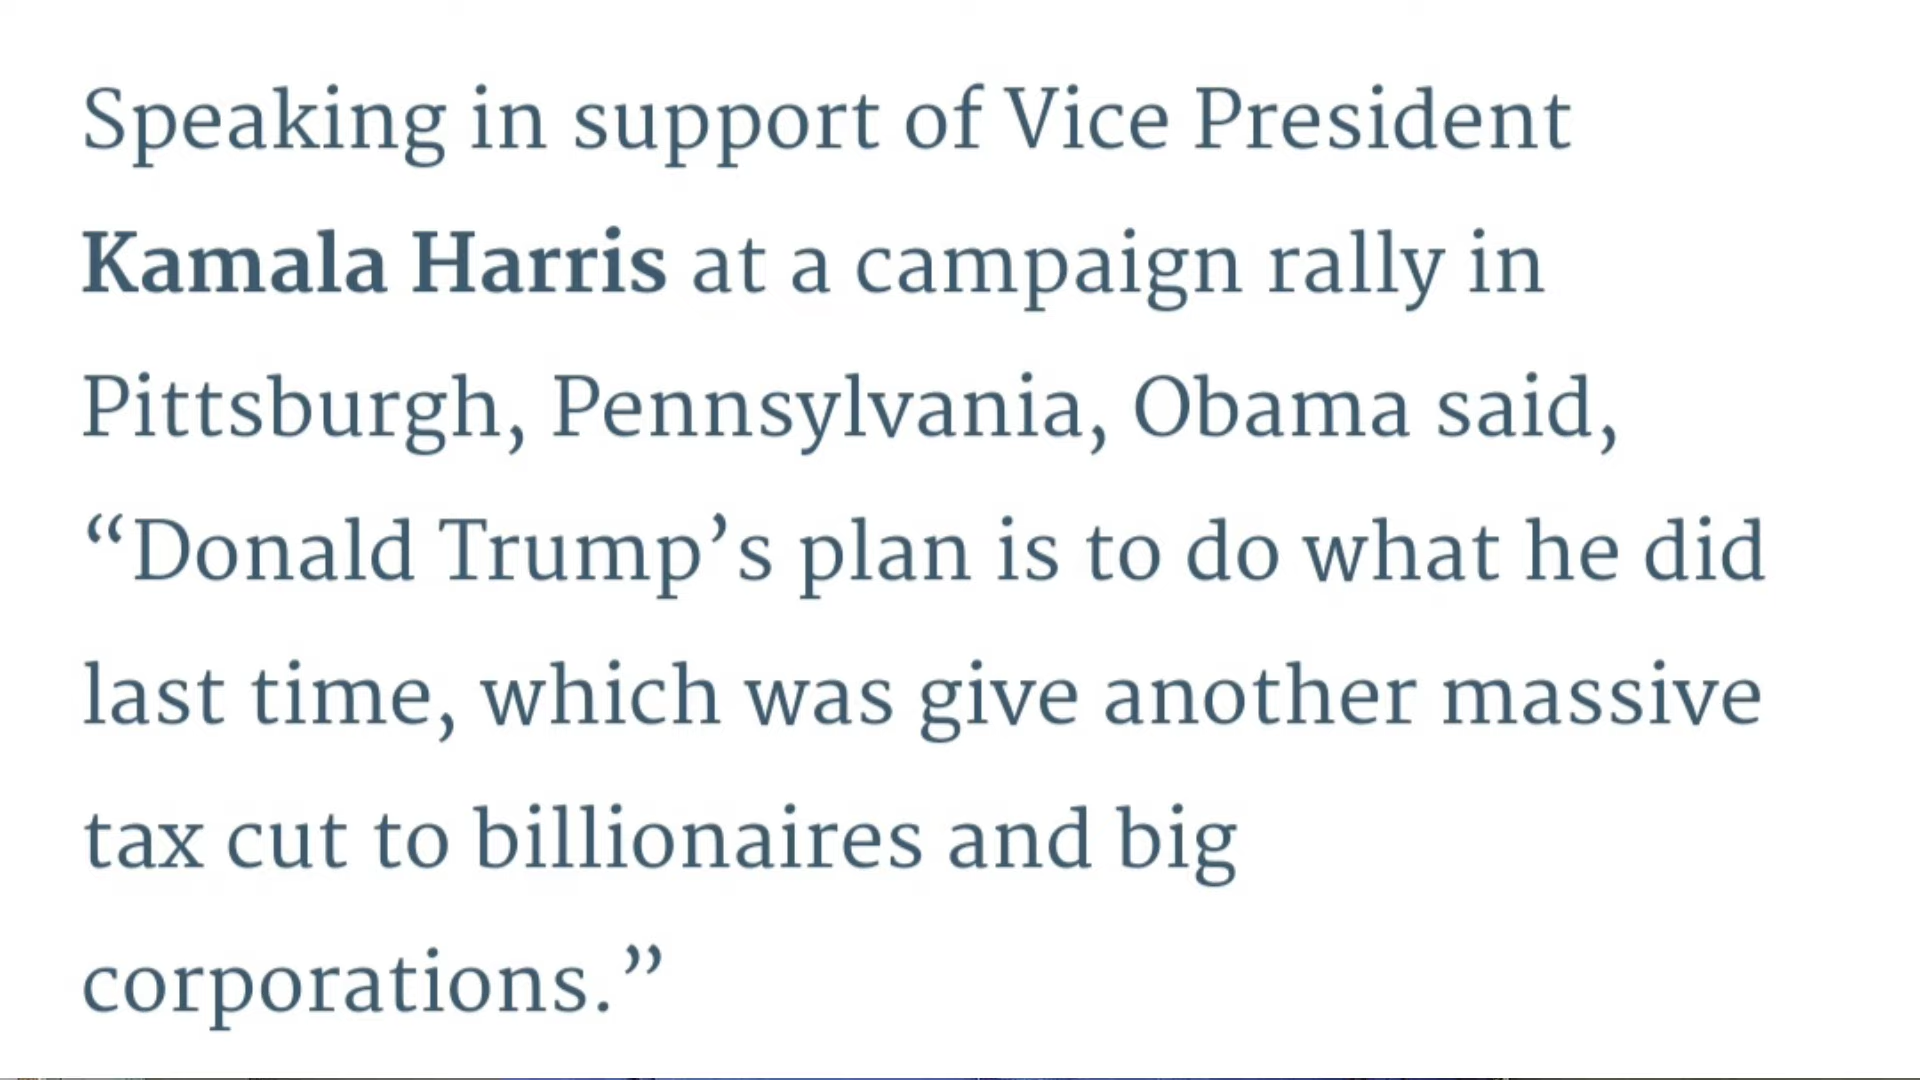 Speaking in support of Vice President
Kamala Harris at a campaign rally in
Pittsburgh, Pennsylvania, Obama said,
“Donald Trump’s plan is to do what he did
last time, which was give another massive
tax cut to billionaires and big
corporations.”